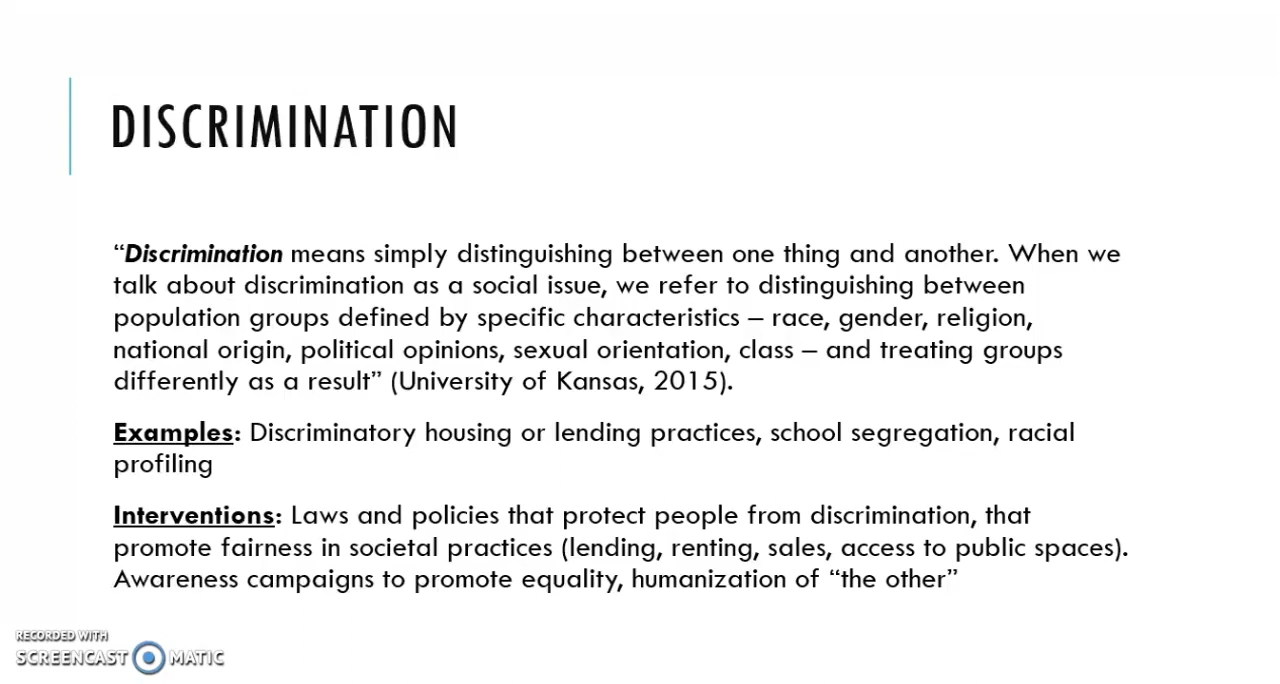 DISCRIMINATION
“Discrimination means simply distinguishing between one thing and another. When we
talk about discrimination as a social issue, we refer to distinguishing between
population groups defined by specific characteristics – race, gender, religion,
national origin, political opinions, sexual orientation, class – and treating groups
differently as a result” (University of Kansas, 2015).
Examples: Discriminatory housing or lending practices, school segregation, racial
profiling
Interventions: Laws and policies that protect people from discrimination, that
promote fairness in societal practices (lending, renting, sales, access to public spaces).
Awareness campaigns to promote equality, humanization of “the other”
RECORDED WITH
SCREENCAST MATIC